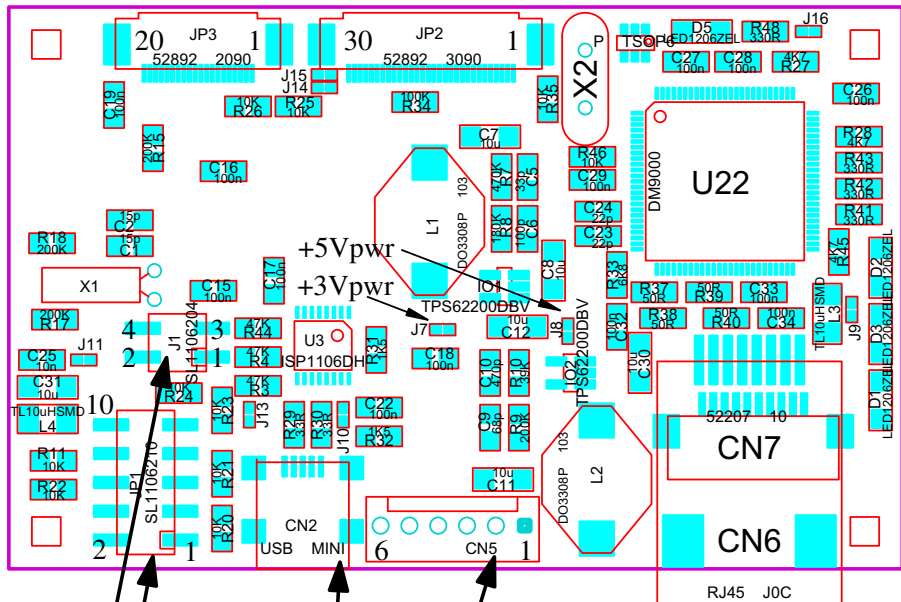 20 JP3 1
52892 2090
30 JP2 1
52892 3090
J15
J14
C19
100n
10K
R26
R25
10K
100K
R34
10K
R35
X2
P
TSOP6
D5
LED1206ZEL
R48
330R
J16
C27
100n
C28
100n
4K7
R27
C26
100n
200K
R15
C16
100n
C7
10u
R46
10K
C29
100n
DM9000
U22
R28
4K7
R43
330R
R42
330R
R41
330R
L1
103
DO3308P
470K
R7
33p
C5
180K
R8
100p
C6
C24
22p
C23
22p
15p
C2
15p
C1
R18
200K
X1
C17
100n
C15
100n
+5Vpwr
+3Vpwr
C8
10u
IO1
TPS62200DBV
R33
6K8
4K7
R45
D2
LED1206ZEL
R37
50R
50R
R39
C33
100n
R38
50R
50R
R40
100n
C34
TL10uHSMD
L3
J9
D3
LED1206ZEL
D1
LED1206ZEL
200K
R17
4 3
2 1
J1
SL1106204
47K
R44
47K
R4
47K
R3
U3
ISP1106DH
R31
1K5
J7
C18
100n
10u
C12
J8
100n
C32
IO2
TPS62200DBV
10u
C30
C25
10n
J11
C31
10u
TL10uHSMD
L4
10K
R24
C10
470p
R10
39K
C9
68p
R9
200K
10
JP1
SL1106210
2 1
10K
R23
J13
R29
33R
R30
33R
J10
C22
100n
1K5
R32
R11
10K
R22
10K
10K
R21
10K
R20
CN2
USB MINI
10u
C11
6 CN5 1
L2
103
DO3308P
52207 10
CN7
CN6
RJ45 J0C